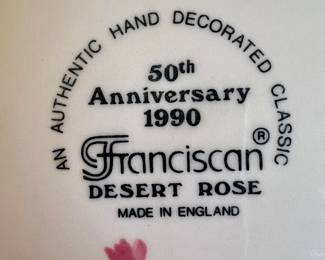 AN AUTHENTIC HAND DECORATED CLASSIC
50th
Anniversary
1990
Franciscan®
DESERT ROSE
MADE IN ENGLAND